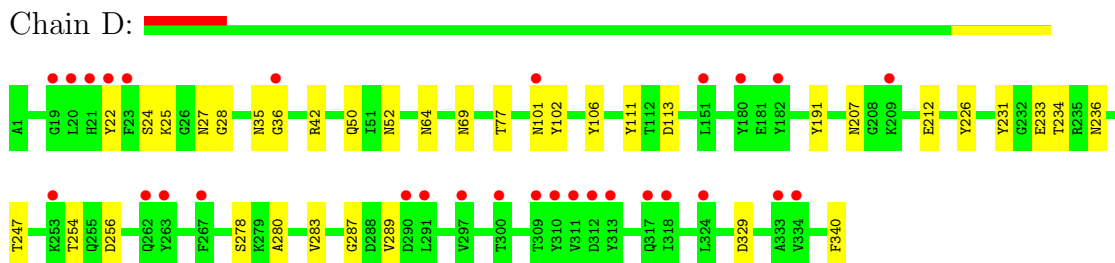 Chain D:
A1 G19 L20 H21 Y22 F23 S24 K25 G26 N27 G28 N35 G36 R42 Q50 I51 N52 N64 N69 T77 N101 Y102 Y106 Y111 T112 D113 L151 Y180 E181 Y182 Y191 N207 G208 K209 E212 Y226 Y231 G232 E233 T234 R235 N236
T247 K253 T254 Q255 D256 Q262 Y263 F267 S278 K279 A280 V283 G287 D288 V289 D290 L291 V297 T300 T309 Y310 V311 D312 Y313 Q317 I318 L324 D329 A333 V334 F340